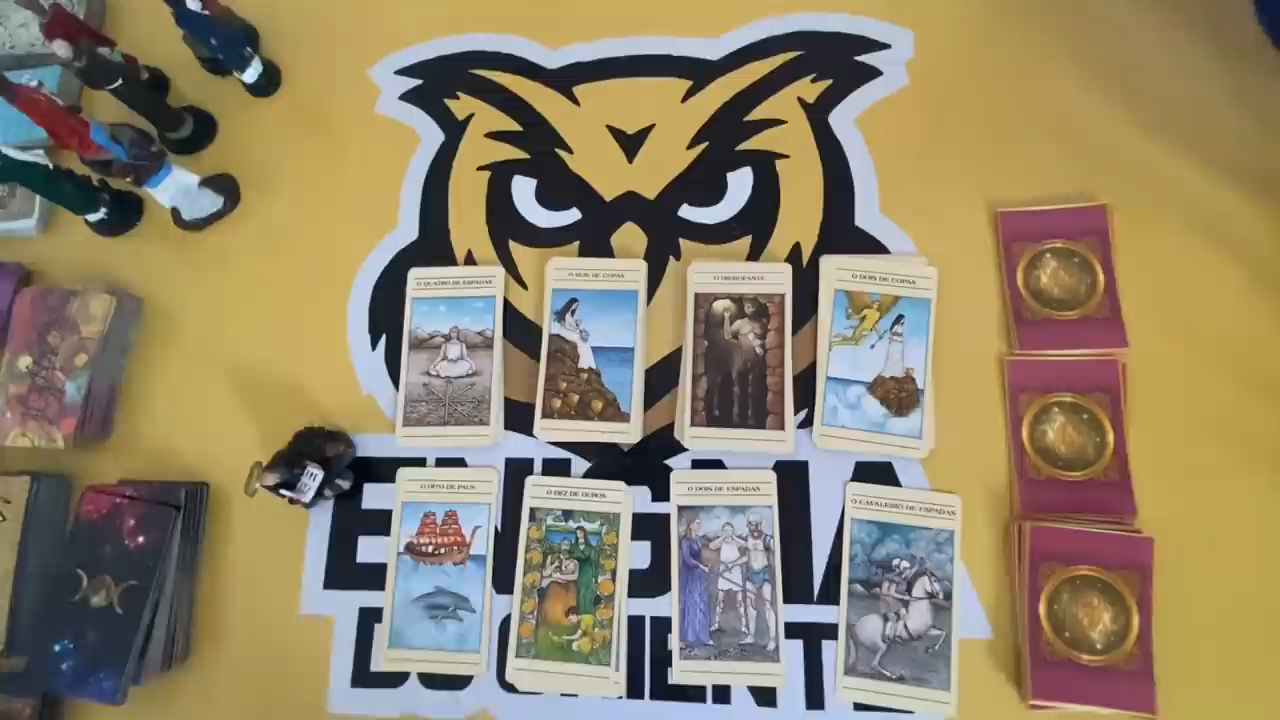 O QUATRO DE ESPADAS
O SEIS DE COPAS
O HIEROFANTE
O DOIS DE COPAS
O OITO DE PAUS
O DEZ DE OUROS
O DOIS DE ESPADAS
O CAVALEIRO DE ESPADAS